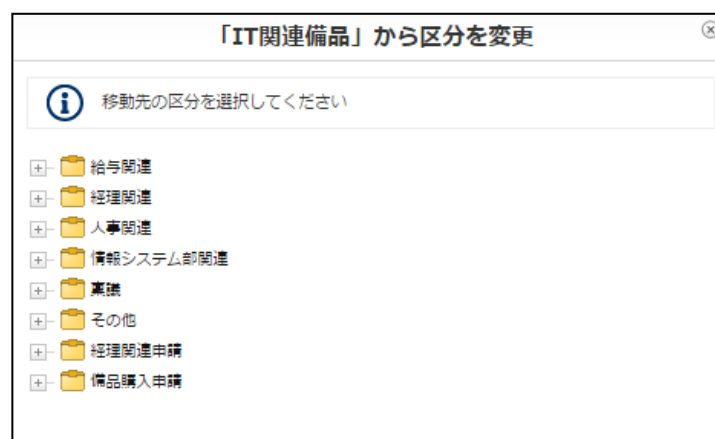 「IT関連備品」から区分を変更
移動先の区分を選択してください
給与関連
経理関連
人事関連
情報システム部関連
稟議
その他
経理関連申請
備品購入申請